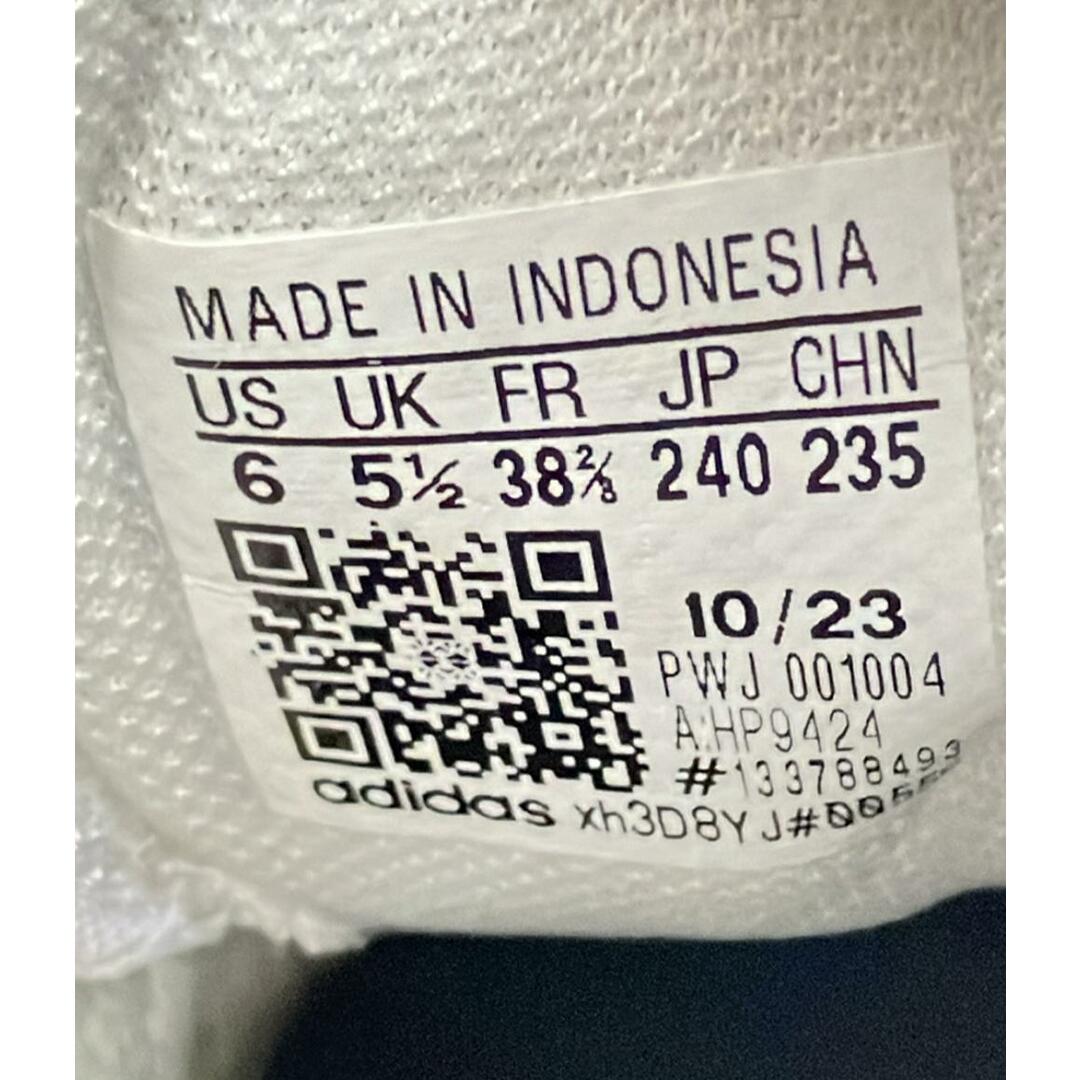 MADE IN INDONESIA
US UK FR JP CHN
6 5½ 38⅔ 240 235
10/23
PWJ 001004
A:HP9424
#133788493
adidas